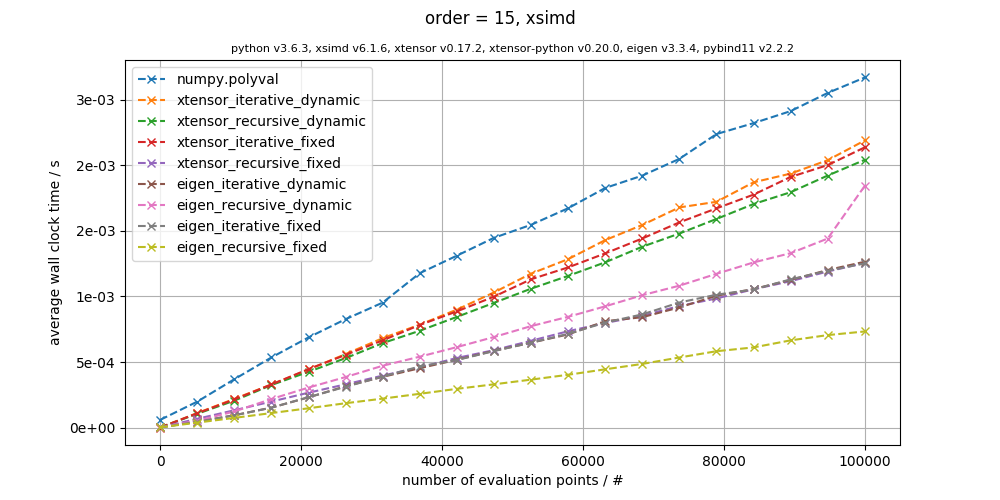 order = 15, xsimd
python v3.6.3, xsimd v6.1.6, xtensor v0.17.2, xtensor-python v0.20.0, eigen v3.3.4, pybind11 v2.2.2
numpy.polyval
xtensor_iterative_dynamic
xtensor_recursive_dynamic
xtensor_iterative_fixed
xtensor_recursive_fixed
eigen_iterative_dynamic
eigen_recursive_dynamic
eigen_iterative_fixed
eigen_recursive_fixed
average wall clock time / s
3e-03
2e-03
2e-03
1e-03
5e-04
0e+00
0 20000 40000 60000 80000 100000
number of evaluation points / #